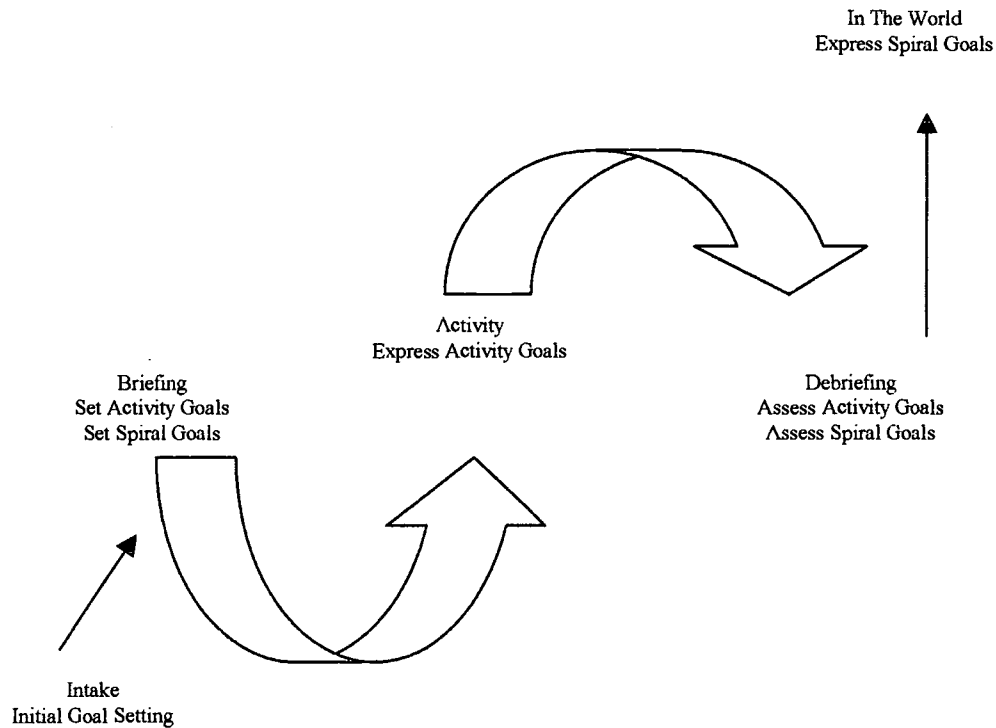 In The World
Express Spiral Goals
Activity
Express Activity Goals
Briefing
Set Activity Goals
Set Spiral Goals
Debriefing
Assess Activity Goals
Assess Spiral Goals
Intake
Initial Goal Setting